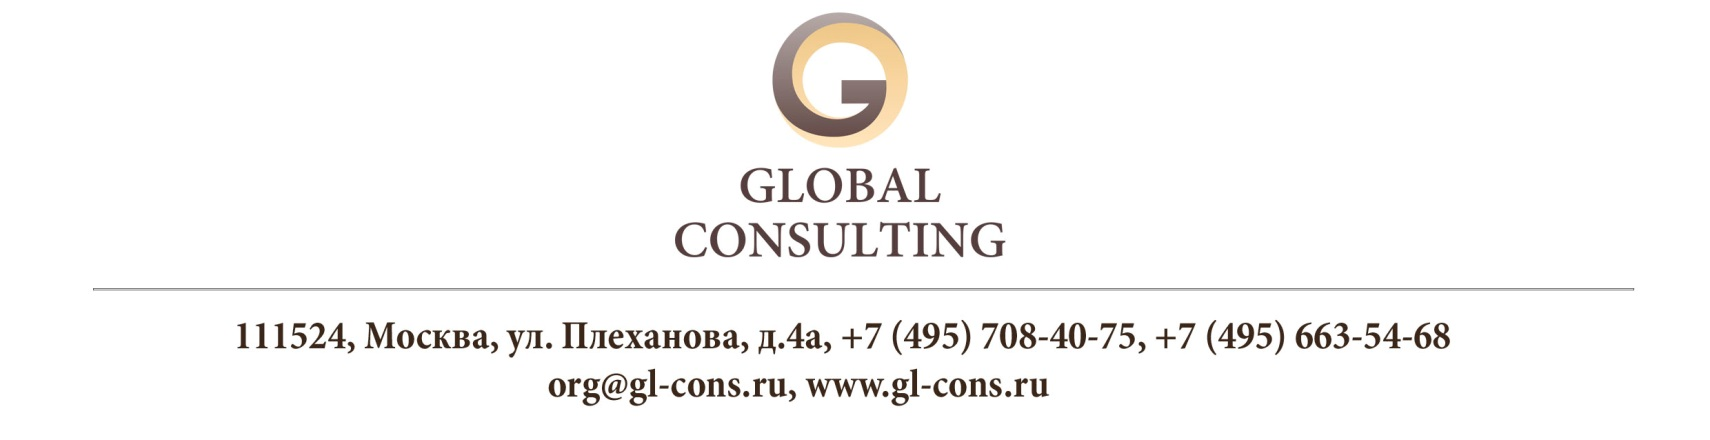 GLOBAL
CONSULTING
111524, Москва, ул. Плеханова, д.4а, +7 (495) 708-40-75, +7 (495) 663-54-68
org@gl-cons.ru, www.gl-cons.ru